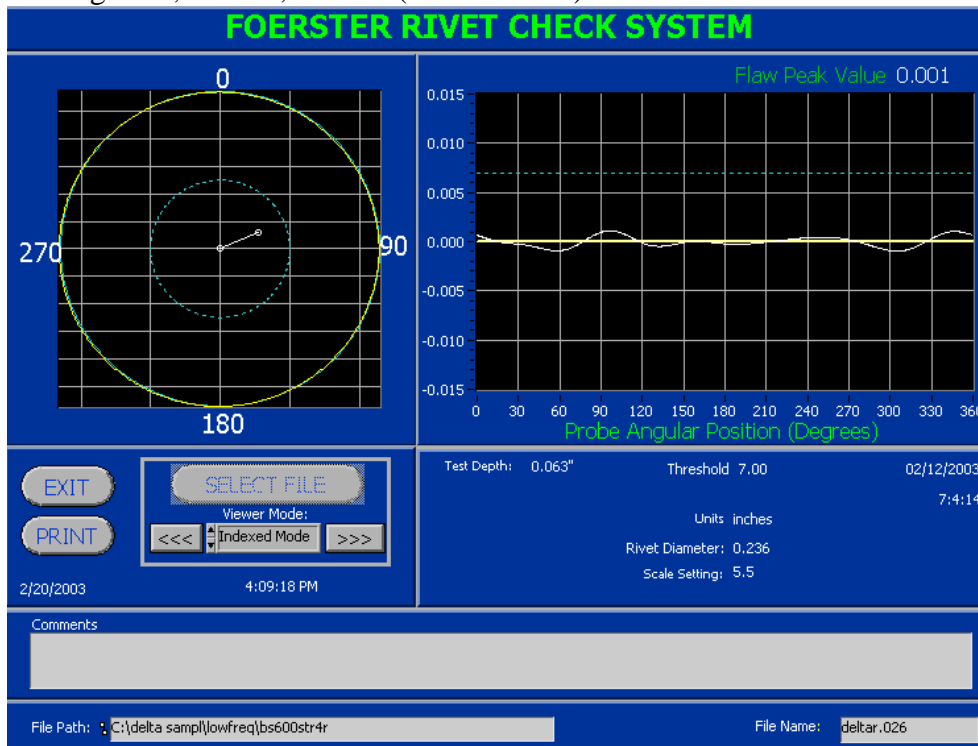 FOERSTER RIVET CHECK SYSTEM
0
270
90
180
Flaw Peak Value 0.001
0.015
0.010
0.005
0.000
-0.005
-0.010
-0.015
0 30 60 90 120 150 180 210 240 270 300 330 360
Probe Angular Position (Degrees)
EXIT
PRINT
SELECT FILE
Viewer Mode:
<<< Indexed Mode >>>
2/20/2003 4:09:18 PM
Test Depth: 0.063" Threshold 7.00 02/12/2003
7:4:14
Units inches
Rivet Diameter: 0.236
Scale Setting: 5.5
Comments
File Path: C:\delta sampl\lowfreq\bs600str4r File Name: deltar.026